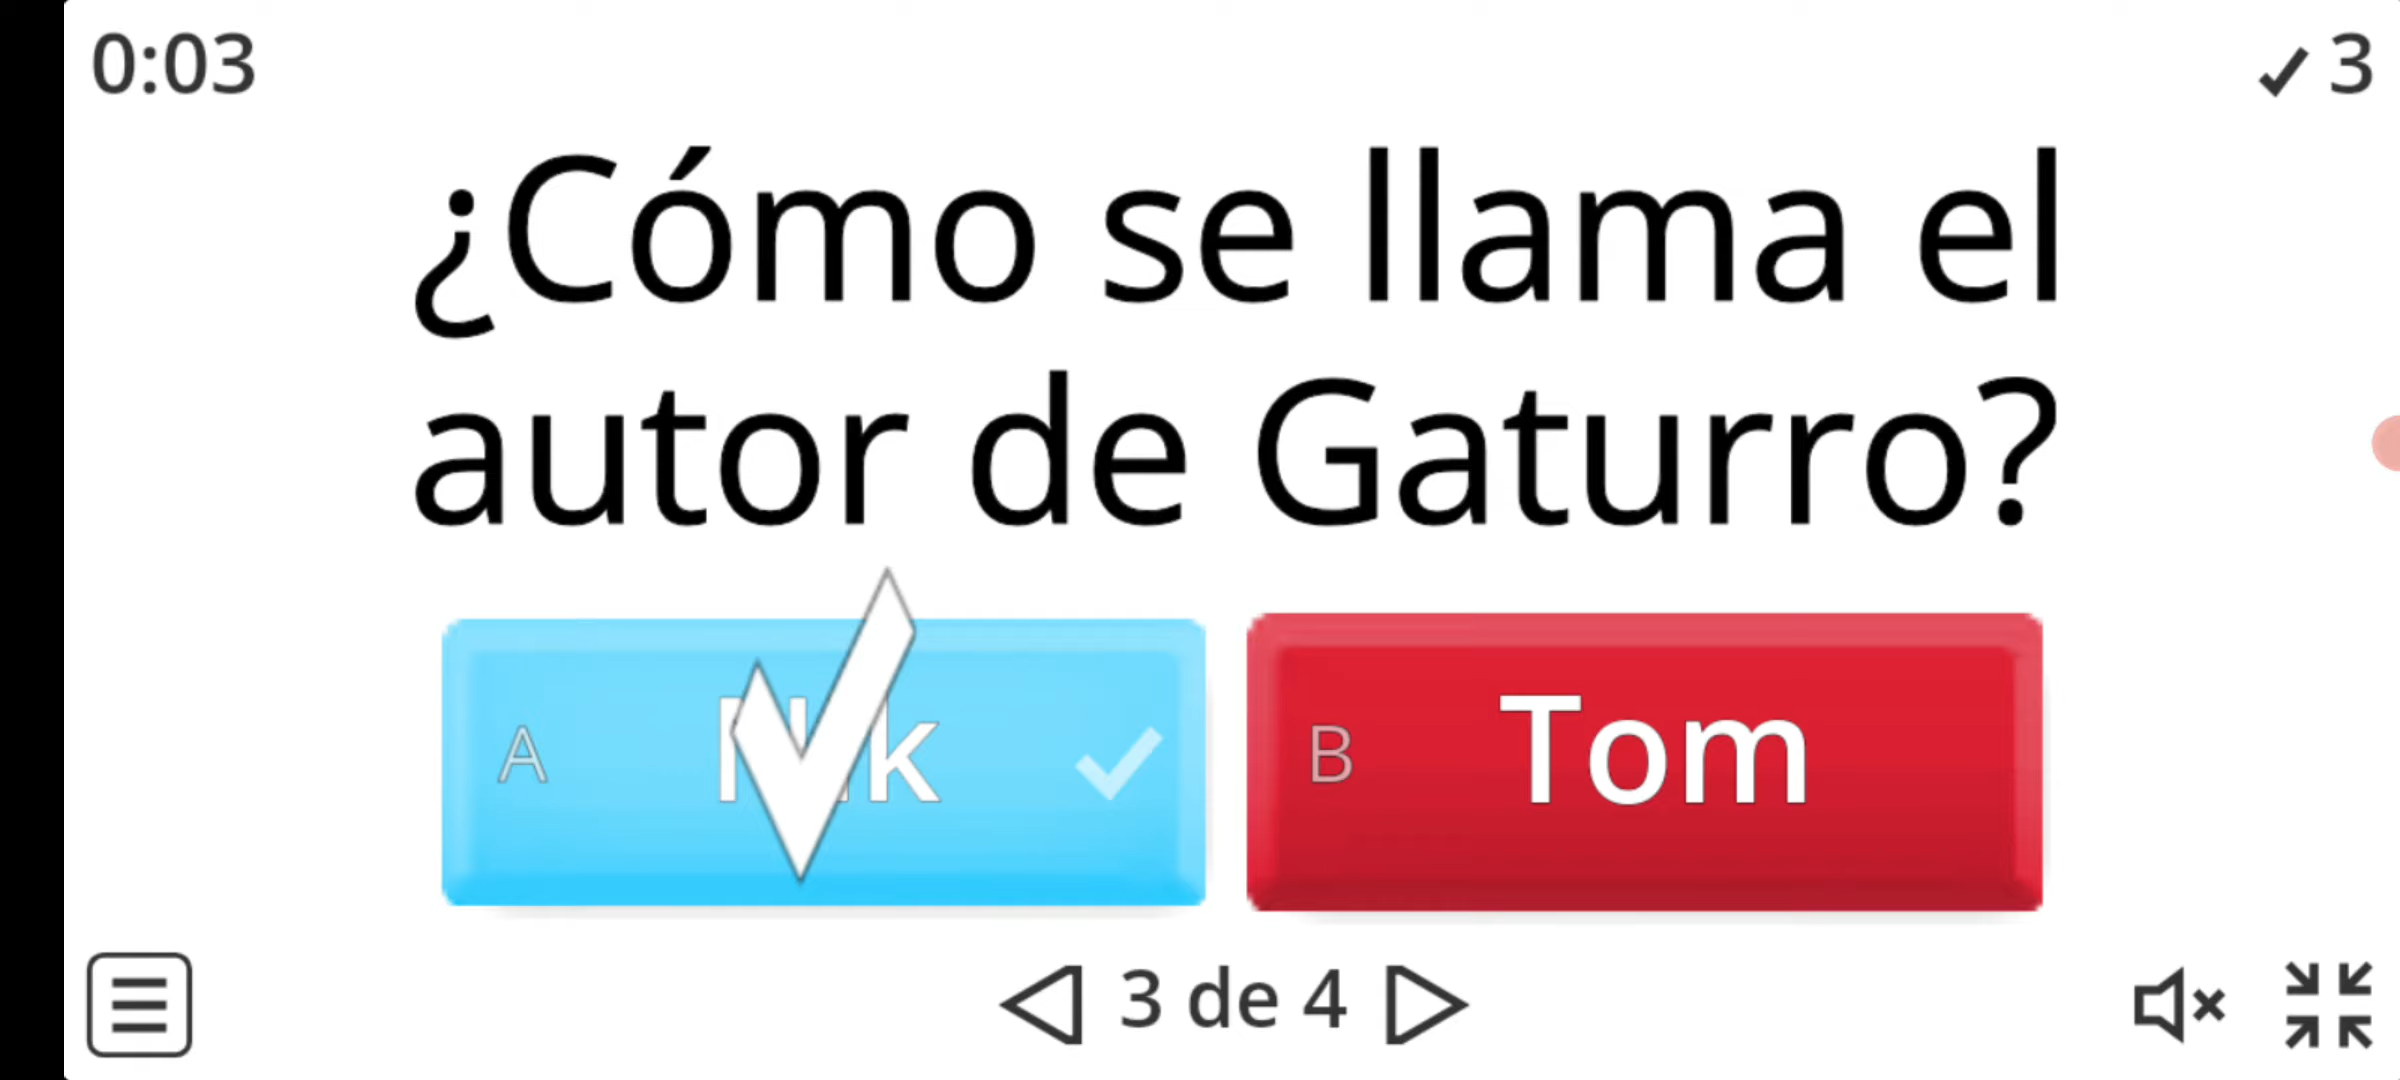 0:03
3
¿Cómo se llama el
autor de Gaturro?
A
B Tom
3 de 4